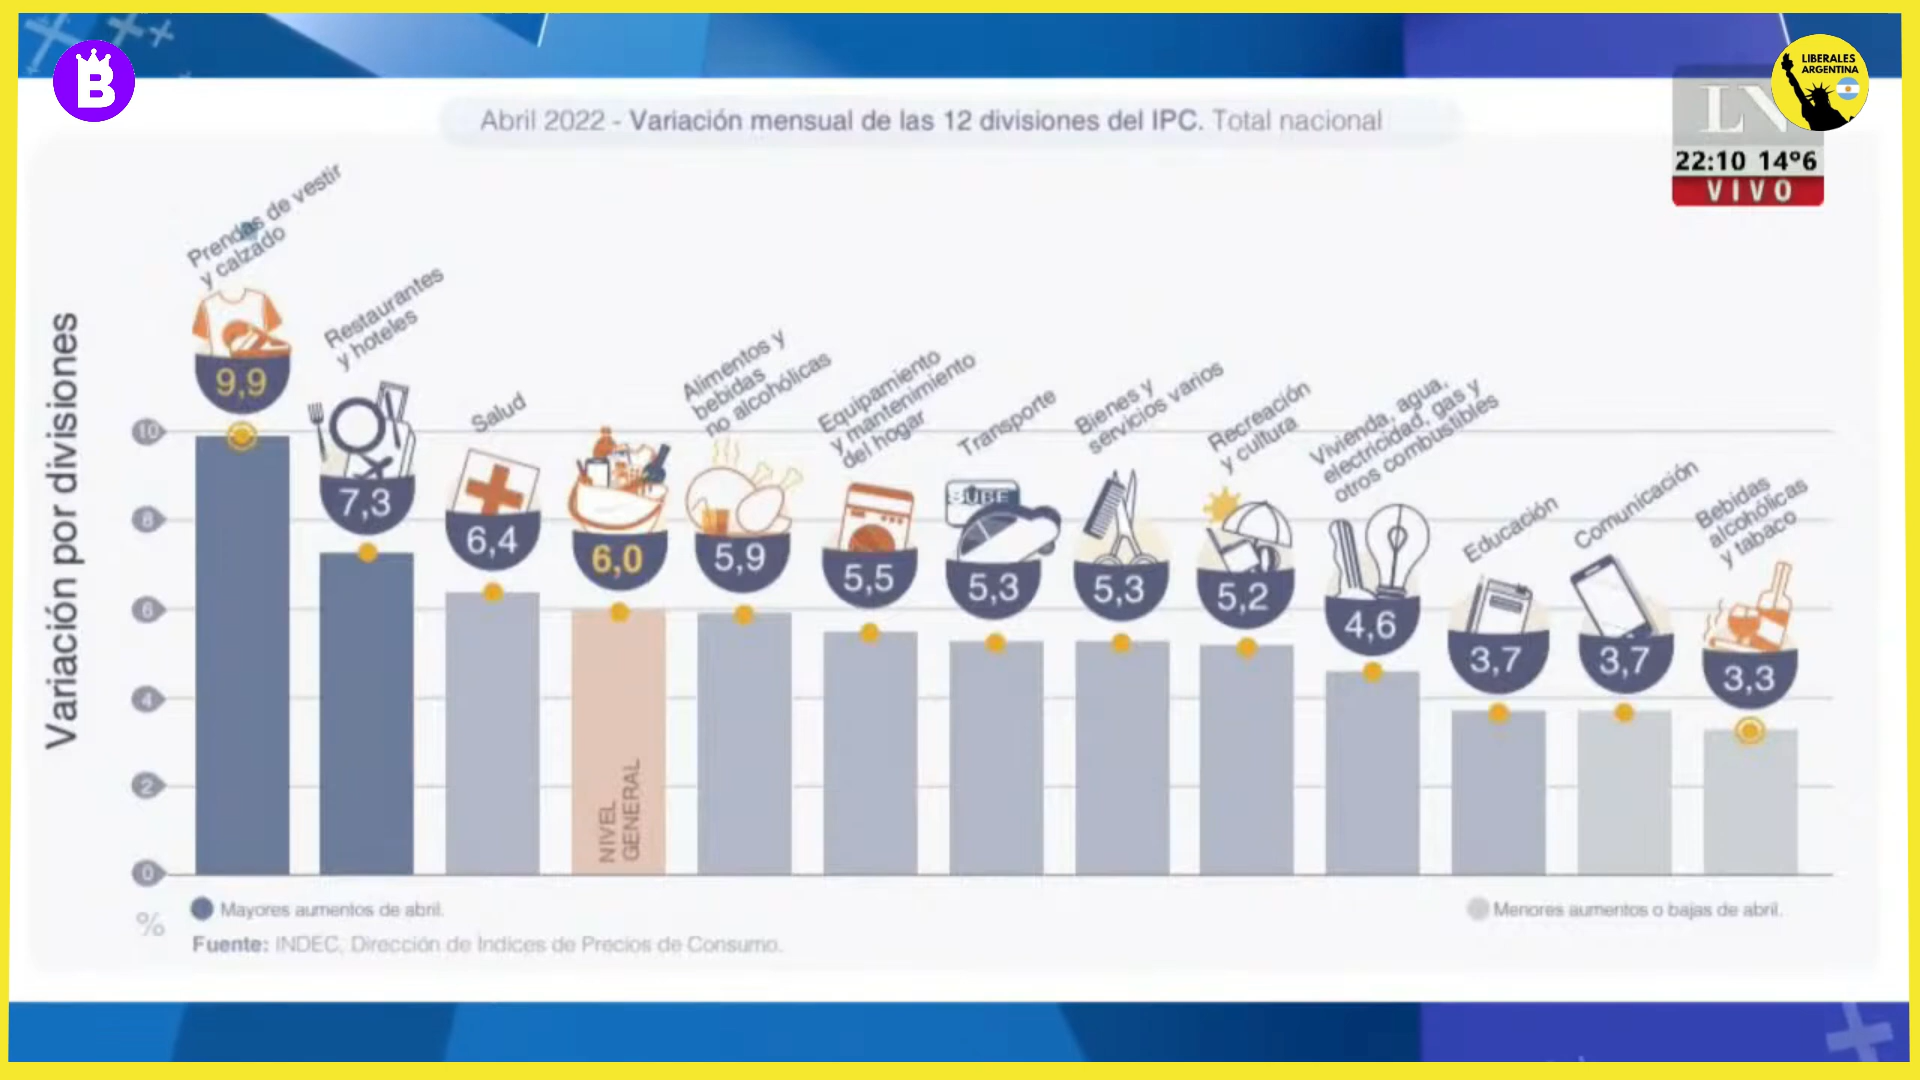 B
LIBERALES
ARGENTINA
LN
22:10 14º6
VIVO
Abril 2022 - Variación mensual de las 12 divisiones del IPC. Total nacional
Variación por divisiones
Prendas de vestir
y calzado
9,9
Restaurantes
y hoteles
7,3
Salud
6,4
6,0
NIVEL
GENERAL
Alimentos y
bebidas
no alcohólicas
5,9
Equipamiento
y mantenimiento
del hogar
5,5
Transporte
SUBE
5,3
Bienes y
servicios varios
5,3
Recreación
y cultura
5,2
Vivienda, agua,
electricidad, gas y
otros combustibles
4,6
Educación
3,7
Comunicación
3,7
Bebidas
alcohólicas
y tabaco
3,3
10
8
6
4
2
0
%
Mayores aumentos de abril.
Menores aumentos o bajas de abril.
Fuente: INDEC, Dirección de Índices de Precios de Consumo.